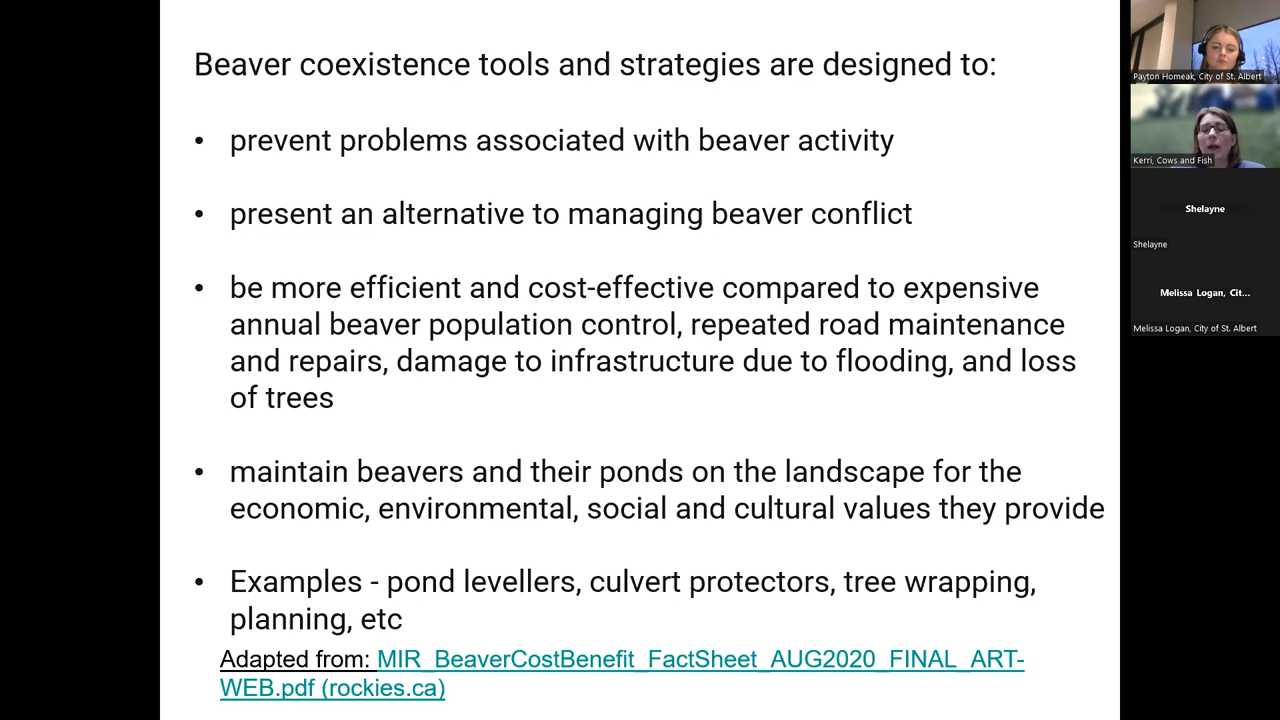 Beaver coexistence tools and strategies are designed to:
• prevent problems associated with beaver activity
• present an alternative to managing beaver conflict
• be more efficient and cost-effective compared to expensive
annual beaver population control, repeated road maintenance
and repairs, damage to infrastructure due to flooding, and loss
of trees
• maintain beavers and their ponds on the landscape for the
economic, environmental, social and cultural values they provide
• Examples - pond levellers, culvert protectors, tree wrapping,
planning, etc
Adapted from: MIR_BeaverCostBenefit_FactSheet_AUG2020_FINAL_ART-
WEB.pdf (rockies.ca)
Payton Homeak, City of St. Albert
Kerri, Cows and Fish
Shelayne
Shelayne
Melissa Logan, Cit...
Melissa Logan, City of St. Albert